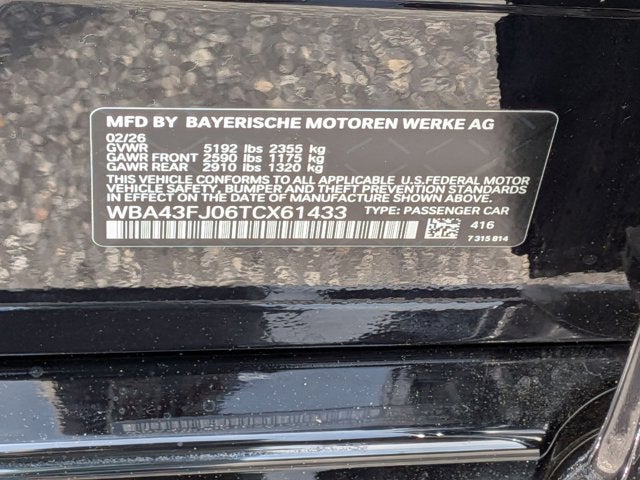 MFD BY BAYERISCHE MOTOREN WERKE AG
02/26
GVWR 5192 lbs 2355 kg
GAWR FRONT 2590 lbs 1175 kg
GAWR REAR 2910 lbs 1320 kg
THIS VEHICLE CONFORMS TO ALL APPLICABLE U.S.FEDERAL MOTOR
VEHICLE SAFETY, BUMPER AND THEFT PREVENTION STANDARDS
IN EFFECT ON THE DATE OF MANUFACTURE SHOWN ABOVE.
WBA43FJ06TCX61433 TYPE: PASSENGER CAR
416
7 315 814